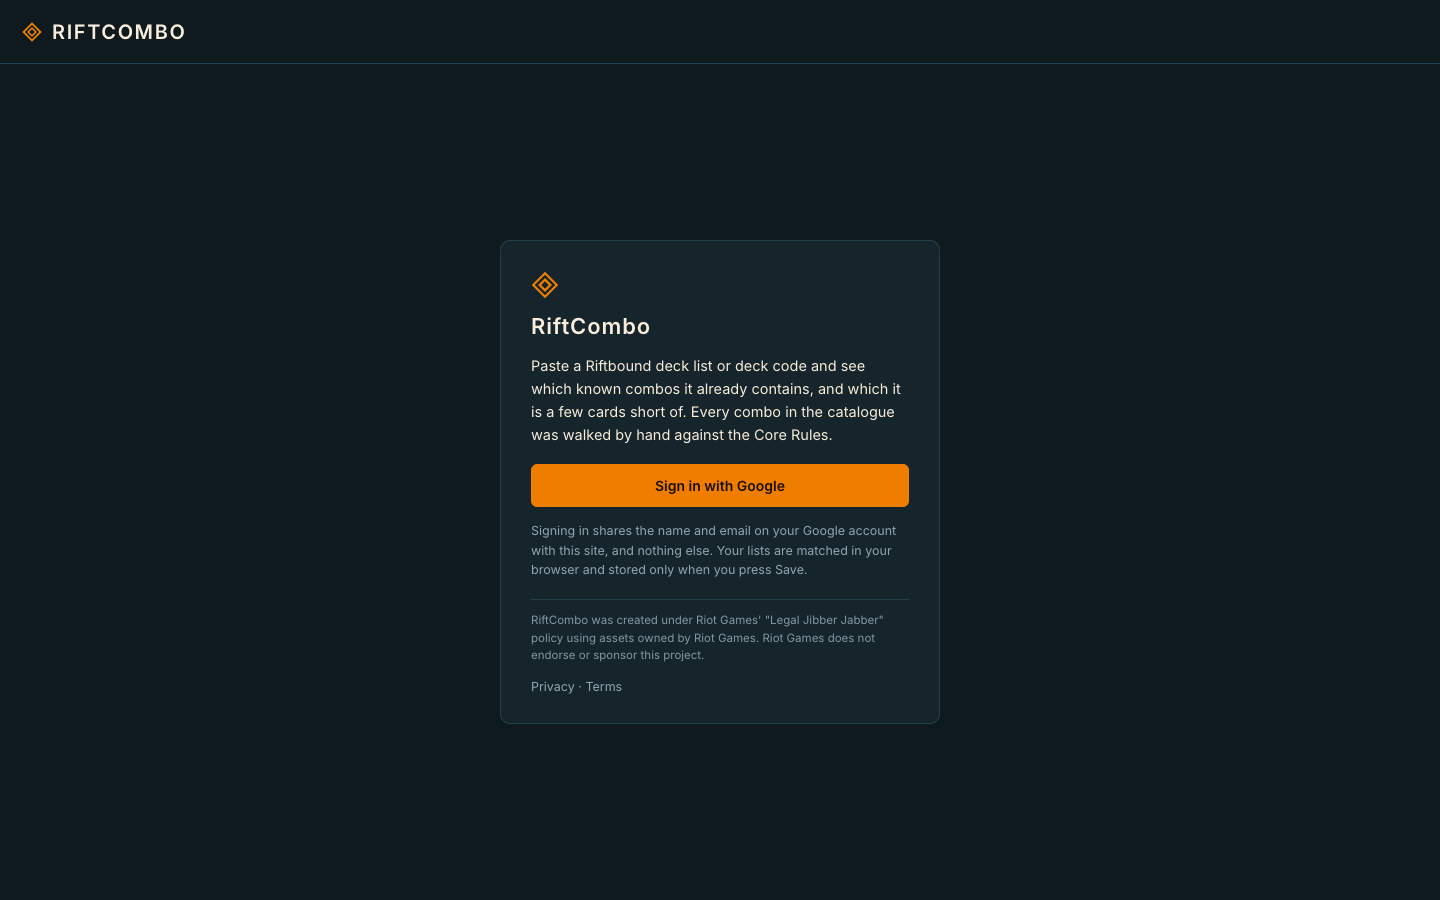 RIFTCOMBO
RiftCombo
Paste a Riftbound deck list or deck code and see
which known combos it already contains, and which it
is a few cards short of. Every combo in the catalogue
was walked by hand against the Core Rules.
Sign in with Google
Signing in shares the name and email on your Google account
with this site, and nothing else. Your lists are matched in your
browser and stored only when you press Save.
RiftCombo was created under Riot Games' "Legal Jibber Jabber"
policy using assets owned by Riot Games. Riot Games does not
endorse or sponsor this project.
Privacy · Terms